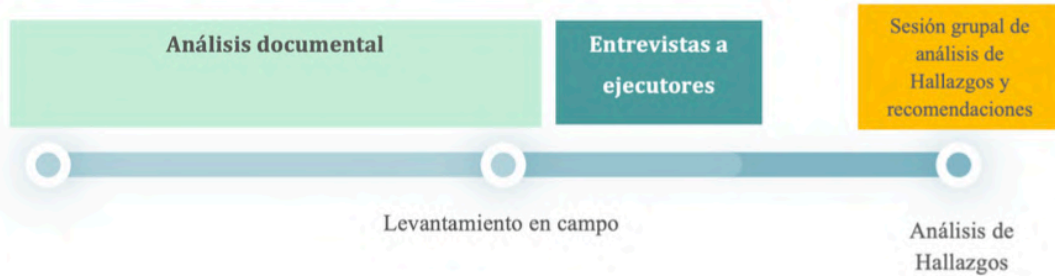 Análisis documental
Entrevistas a
ejecutores
Sesión grupal de
análisis de
Hallazgos y
recomendaciones
Levantamiento en campo
Análisis de
Hallazgos